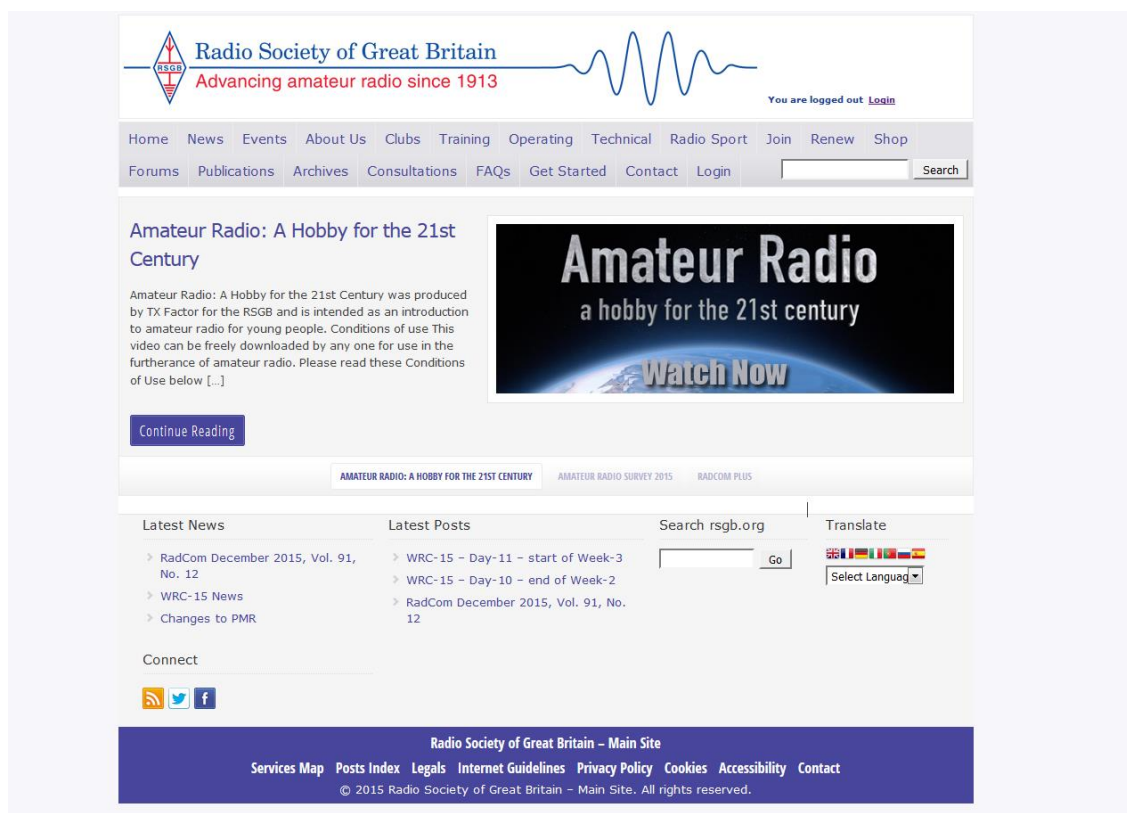 Radio Society of Great Britain
RSGB
Advancing amateur radio since 1913
You are logged out Login
Home News Events About Us Clubs Training Operating Technical Radio Sport Join Renew Shop
Forums Publications Archives Consultations FAQs Get Started Contact Login Search
Amateur Radio: A Hobby for the 21st
Century
Amateur Radio: A Hobby for the 21st Century was produced
by TX Factor for the RSGB and is intended as an introduction
to amateur radio for young people. Conditions of use This
video can be freely downloaded by any one for use in the
furtherance of amateur radio. Please read these Conditions
of Use below [...]
Continue Reading
Amateur Radio
a hobby for the 21st century
Watch Now
AMATEUR RADIO: A HOBBY FOR THE 21ST CENTURY AMATEUR RADIO SURVEY 2015 RADCOM PLUS
Latest News
RadCom December 2015, Vol. 91,
No. 12
WRC-15 News
Changes to PMR
Latest Posts
WRC-15 – Day-11 – start of Week-3
WRC-15 – Day-10 – end of Week-2
RadCom December 2015, Vol. 91, No.
12
Search rsgb.org
Go
Translate
Select Languag
Connect
Radio Society of Great Britain – Main Site
Services Map Posts Index Legals Internet Guidelines Privacy Policy Cookies Accessibility Contact
© 2015 Radio Society of Great Britain – Main Site. All rights reserved.